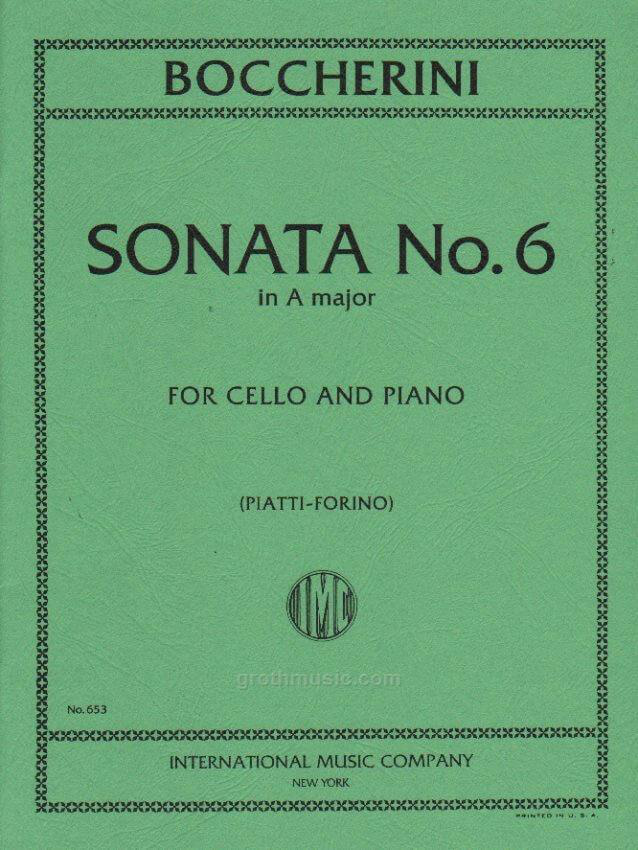 BOCCHERINI
SONATA No. 6
in A major
FOR CELLO AND PIANO
(PIATTI-FORINO)
IMC
grothmusic.com
No. 653
INTERNATIONAL MUSIC COMPANY
NEW YORK
PRINTED IN U. S. A.